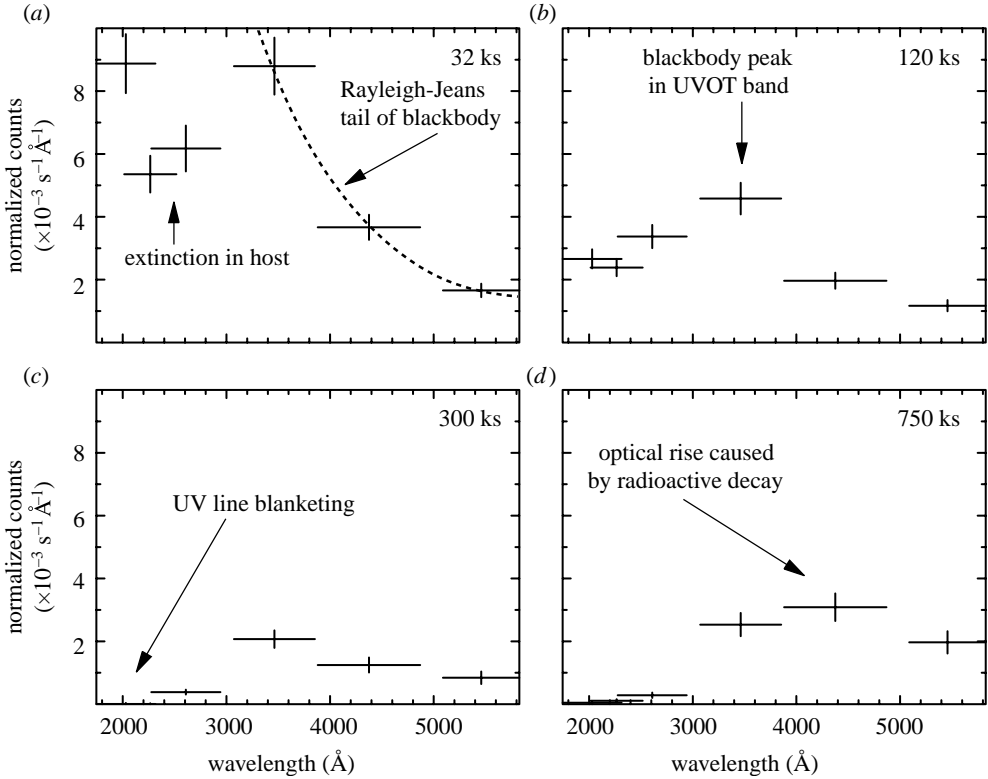 (a)
32 ks
Rayleigh-Jeans
tail of blackbody
extinction in host
normalized counts
(×10⁻³ s⁻¹ Å⁻¹)
8
6
4
2
(b)
120 ks
blackbody peak
in UVOT band
(c)
300 ks
UV line blanketing
normalized counts
(×10⁻³ s⁻¹ Å⁻¹)
8
6
4
2
2000 3000 4000 5000
wavelength (Å)
(d)
750 ks
optical rise caused
by radioactive decay
2000 3000 4000 5000
wavelength (Å)